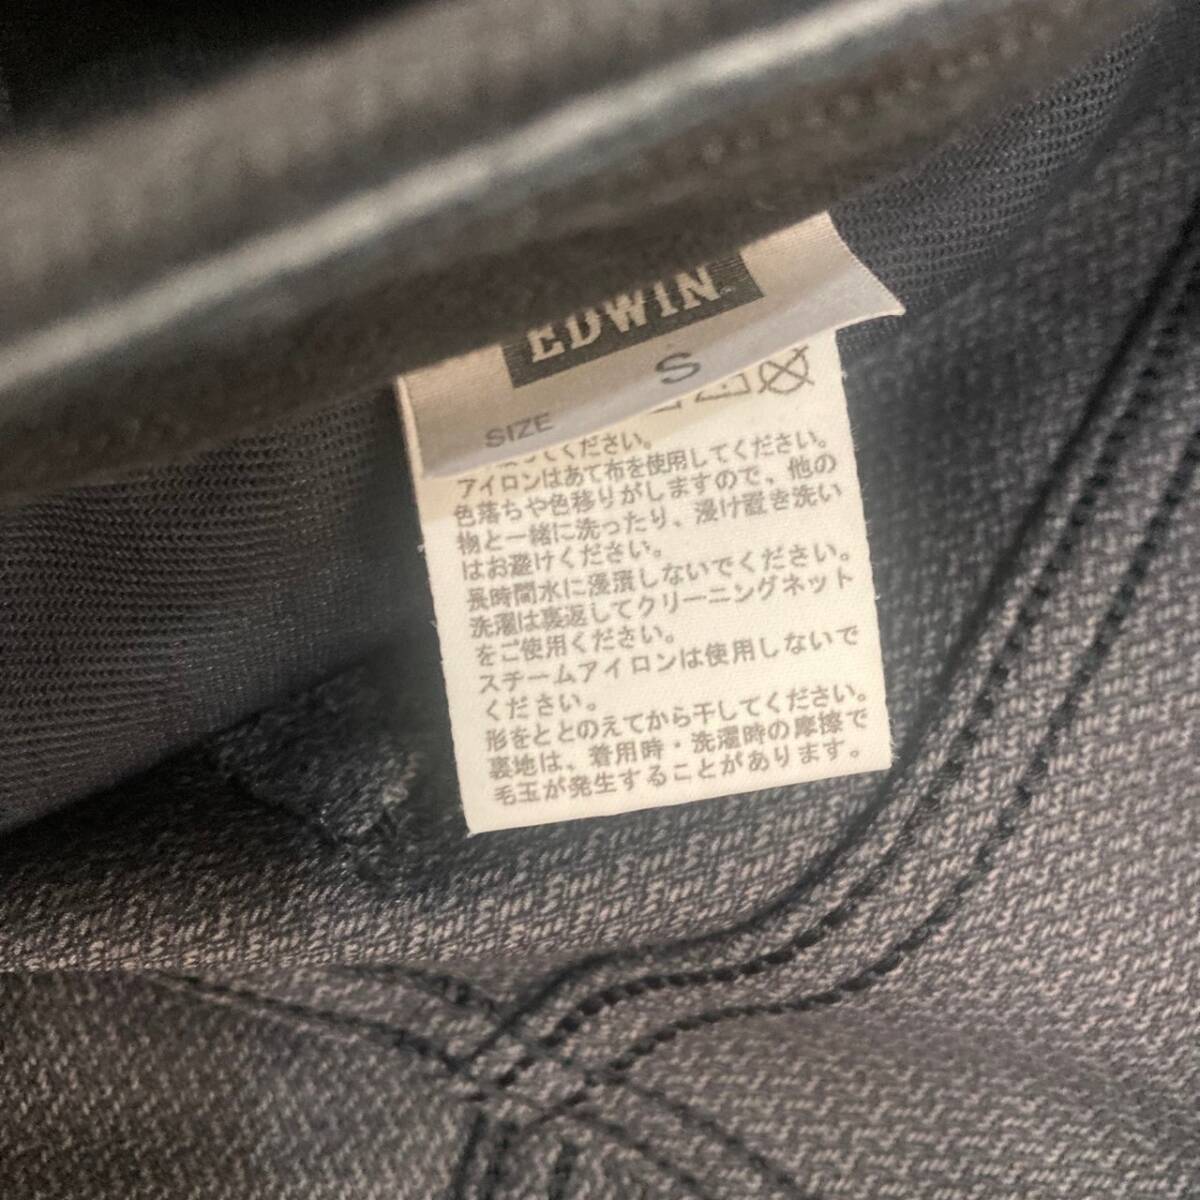 EDWIN
S
SIZE
ください。
アイロンはあて布を使用してください。
色落ちや色移りがしますので、他の
物と一緒に洗ったり、浸け置き洗い
はお避けください。
長時間水に浸漬しないでください。
洗濯は裏返してクリーニングネット
をご使用ください。
スチームアイロンは使用しないで
ください。
形をととのえてから干してください。
裏地は、着用時・洗濯時の摩擦で
毛玉が発生することがあります。